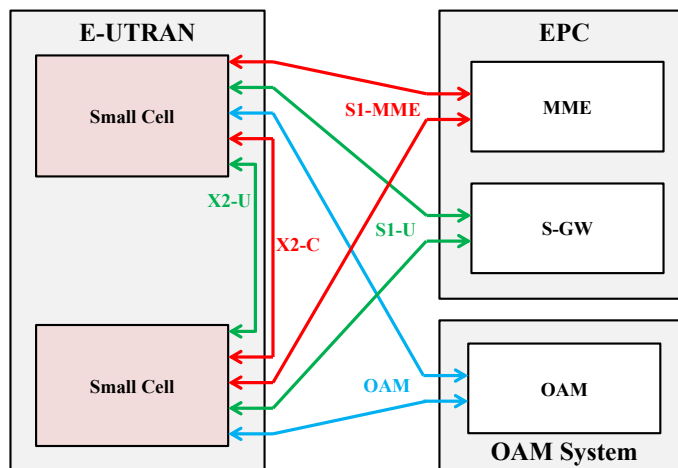 E-UTRAN
EPC
Small Cell
MME
S1-MME
X2-U
S1-U
S-GW
X2-C
Small Cell
OAM
OAM
OAM System